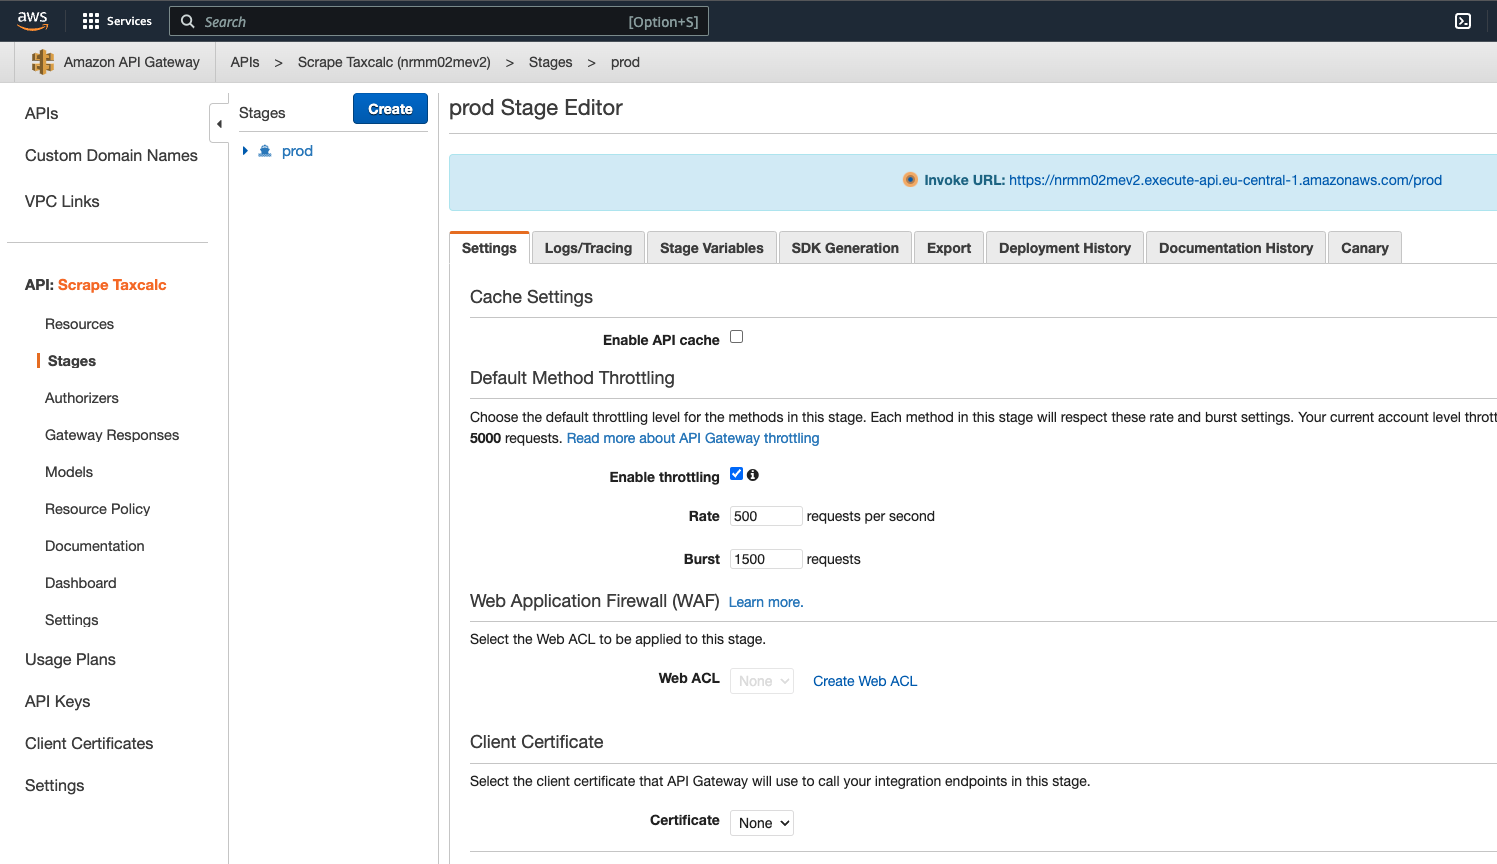 aws
Services
Search
[Option+S]
Amazon API Gateway
APIs > Scrape Taxcalc (nrmm02mev2) > Stages > prod
APIs
Custom Domain Names
VPC Links
API: Scrape Taxcalc
Resources
Stages
Authorizers
Gateway Responses
Models
Resource Policy
Documentation
Dashboard
Settings
Usage Plans
API Keys
Client Certificates
Settings
Stages
Create
prod
prod Stage Editor
Invoke URL: https://nrmm02mev2.execute-api.eu-central-1.amazonaws.com/prod
Settings
Logs/Tracing
Stage Variables
SDK Generation
Export
Deployment History
Documentation History
Canary
Cache Settings
Enable API cache
Default Method Throttling
Choose the default throttling level for the methods in this stage. Each method in this stage will respect these rate and burst settings. Your current account level thrott
5000 requests. Read more about API Gateway throttling
Enable throttling
Rate 500 requests per second
Burst 1500 requests
Web Application Firewall (WAF) Learn more.
Select the Web ACL to be applied to this stage.
Web ACL None Create Web ACL
Client Certificate
Select the client certificate that API Gateway will use to call your integration endpoints in this stage.
Certificate None